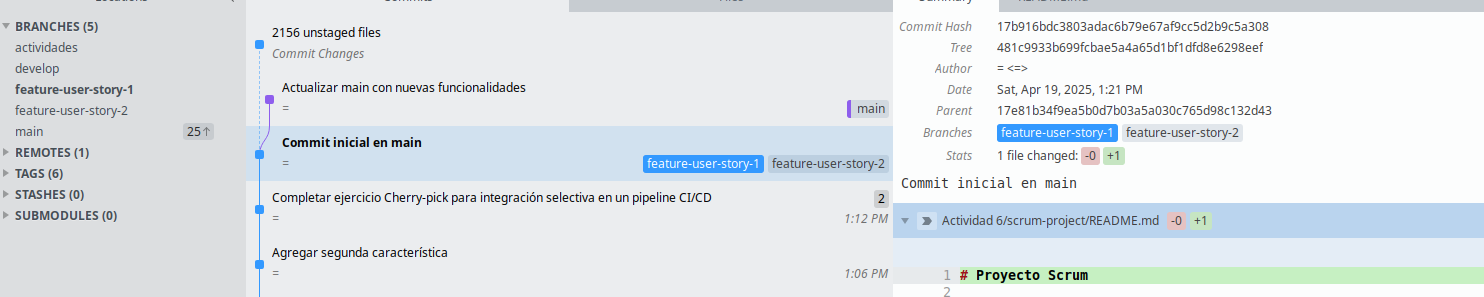 Locations
Commits
Files
Summary
README.md
BRANCHES (5)
actividades
develop
feature-user-story-1
feature-user-story-2
main
25↑
REMOTES (1)
TAGS (6)
STASHES (0)
SUBMODULES (0)
2156 unstaged files
Commit Changes
Actualizar main con nuevas funcionalidades
=
main
Commit inicial en main
=
feature-user-story-1 feature-user-story-2
Completar ejercicio Cherry-pick para integración selectiva en un pipeline CI/CD
2
=
1:12 PM
Agregar segunda característica
=
1:06 PM
Commit Hash 17b916bdc3803adac6b79e67af9cc5d2b9c5a308
Tree 481c9933b699fcbae5a4a65d1bf1dfd8e6298eef
Author = <=>
Date Sat, Apr 19, 2025, 1:21 PM
Parent 17e81b34f9ea5b0d7b03a5a030c765d98c132d43
Branches feature-user-story-1 feature-user-story-2
Stats 1 file changed: -0 +1
Commit inicial en main
Actividad 6/scrum-project/README.md -0 +1
1 # Proyecto Scrum
2